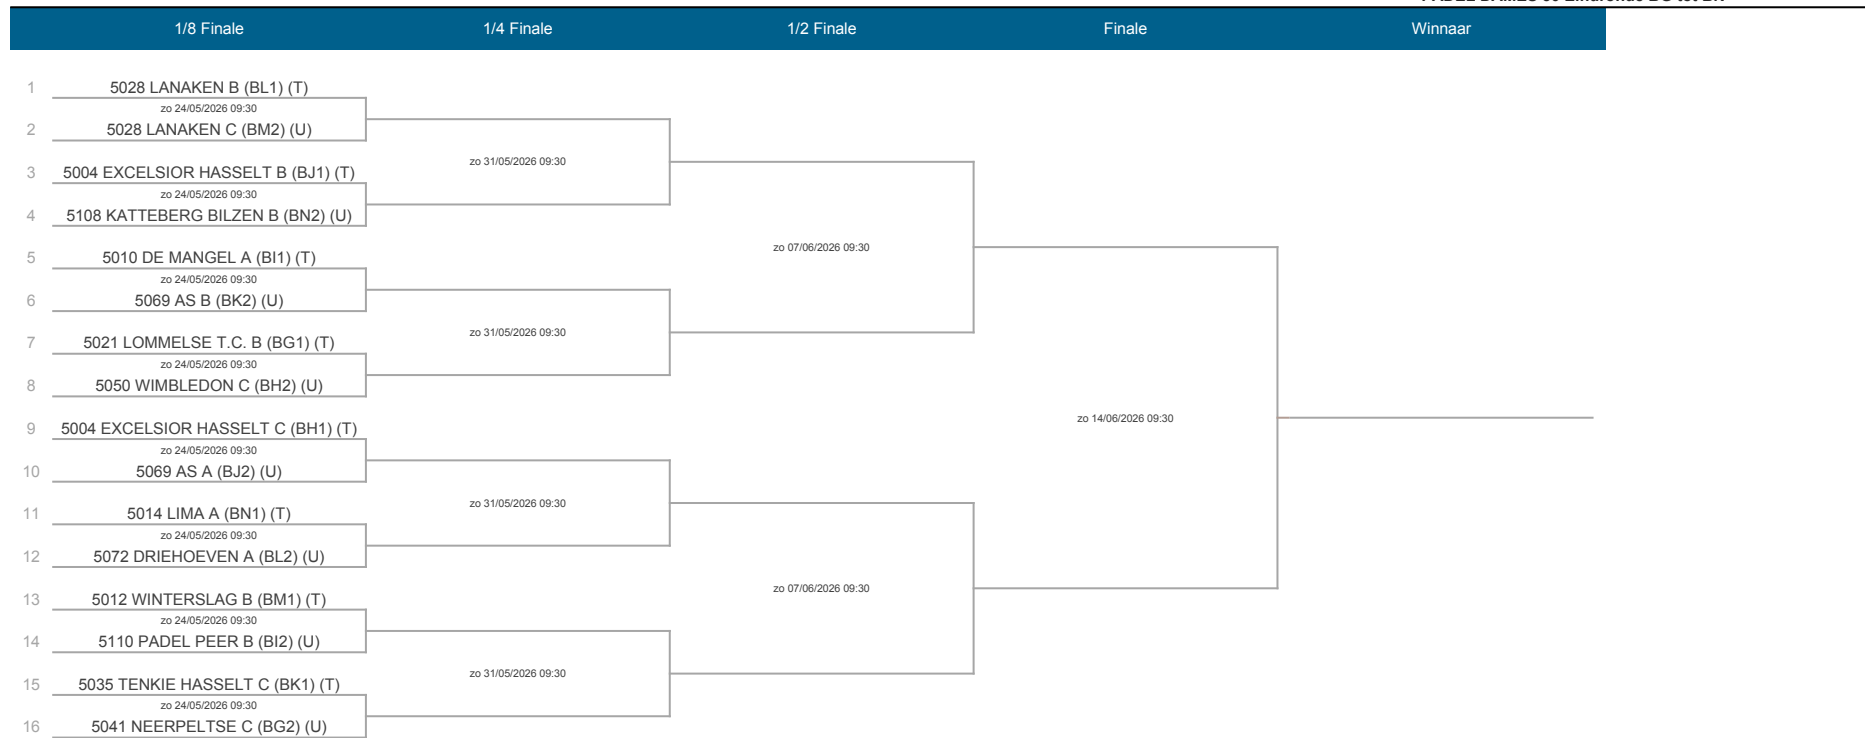 1/8 Finale 1/4 Finale 1/2 Finale Finale Winnaar
1 5028 LANAKEN B (BL1) (T)
zo 24/05/2026 09:30
2 5028 LANAKEN C (BM2) (U)
zo 31/05/2026 09:30
3 5004 EXCELSIOR HASSELT B (BJ1) (T)
zo 24/05/2026 09:30
4 5108 KATTEBERG BILZEN B (BN2) (U)
zo 07/06/2026 09:30
5 5010 DE MANGEL A (BI1) (T)
zo 24/05/2026 09:30
6 5069 AS B (BK2) (U)
zo 31/05/2026 09:30
7 5021 LOMMELSE T.C. B (BG1) (T)
zo 24/05/2026 09:30
8 5050 WIMBLEDON C (BH2) (U)
zo 14/06/2026 09:30
9 5004 EXCELSIOR HASSELT C (BH1) (T)
zo 24/05/2026 09:30
10 5069 AS A (BJ2) (U)
zo 31/05/2026 09:30
11 5014 LIMA A (BN1) (T)
zo 24/05/2026 09:30
12 5072 DRIEHOEVEN A (BL2) (U)
zo 07/06/2026 09:30
13 5012 WINTERSLAG B (BM1) (T)
zo 24/05/2026 09:30
14 5110 PADEL PEER B (BI2) (U)
zo 31/05/2026 09:30
15 5035 TENKIE HASSELT C (BK1) (T)
zo 24/05/2026 09:30
16 5041 NEERPELTSE C (BG2) (U)